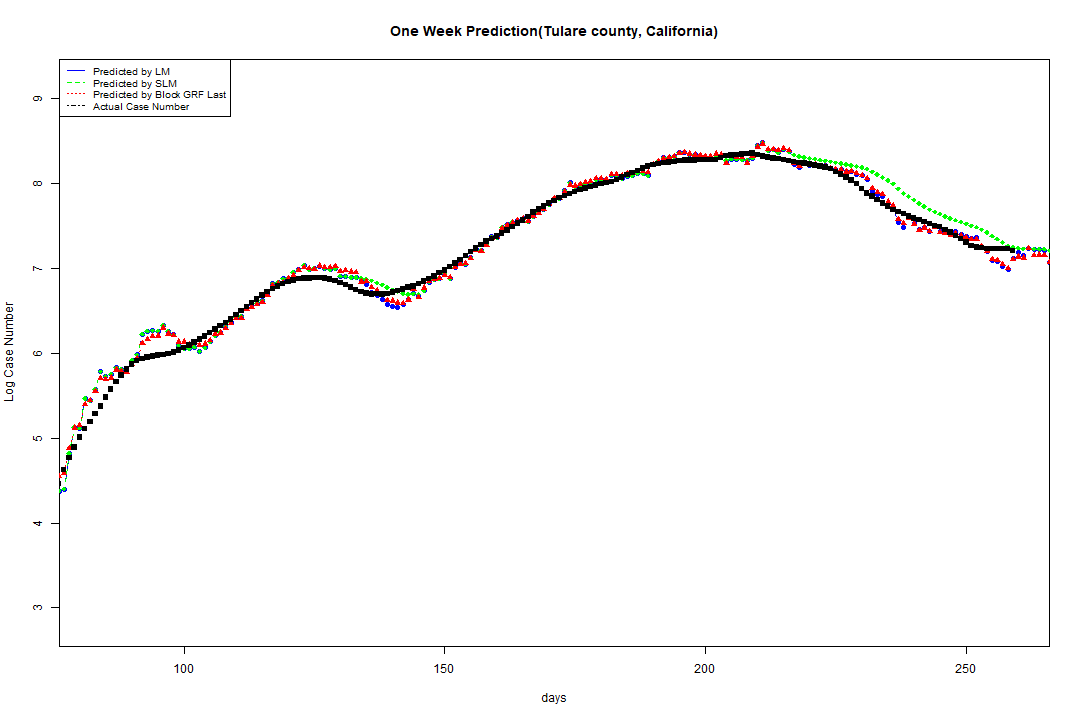 One Week Prediction(Tulare county, California)
Predicted by LM
Predicted by SLM
Predicted by Block GRF Last
Actual Case Number
9
8
7
6
5
4
3
Log Case Number
100 150 200 250
days